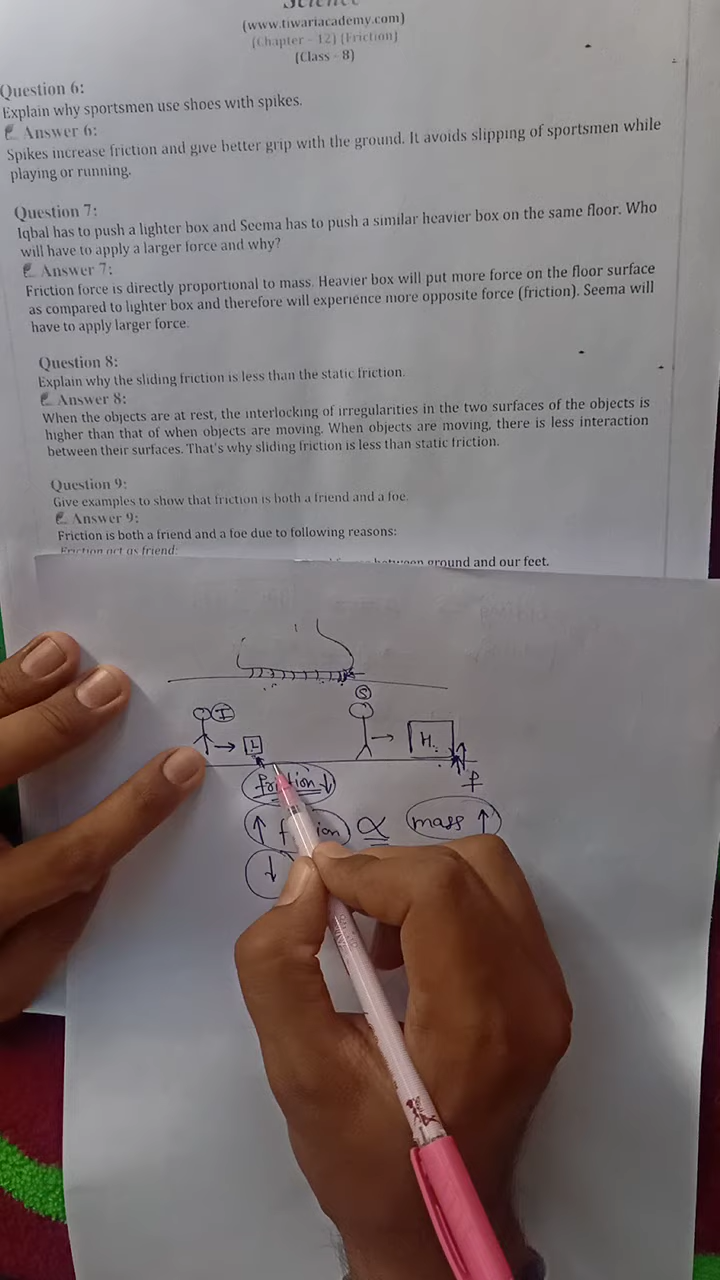 Science
(www.tiwariacademy.com)
(Chapter - 12) (Friction)
(Class - 8)
Question 6:
Explain why sportsmen use shoes with spikes.
Answer 6:
Spikes increase friction and give better grip with the ground. It avoids slipping of sportsmen while
playing or running.
Question 7:
Iqbal has to push a lighter box and Seema has to push a similar heavier box on the same floor. Who
will have to apply a larger force and why?
Answer 7:
Friction force is directly proportional to mass. Heavier box will put more force on the floor surface
as compared to lighter box and therefore will experience more opposite force (friction). Seema will
have to apply larger force.
Question 8:
Explain why the sliding friction is less than the static friction.
Answer 8:
When the objects are at rest, the interlocking of irregularities in the two surfaces of the objects is
higher than that of when objects are moving. When objects are moving, there is less interaction
between their surfaces. That's why sliding friction is less than static friction.
Question 9:
Give examples to show that friction is both a friend and a foe.
Answer 9:
Friction is both a friend and a foe due to following reasons:
Friction act as friend:
between ground and our feet.
S
I
L
H.
friction ↓
f
↑ ∝ mass ↑
↓